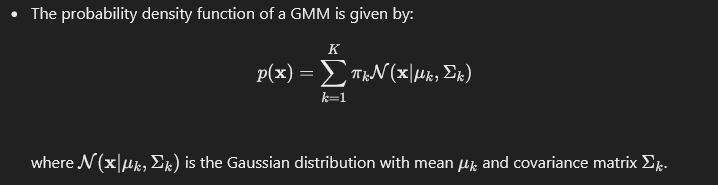 • The probability density function of a GMM is given by:
p(x) = ∑_{k=1}^{K} π_k 𝒩(x|μ_k, Σ_k)
where 𝒩(x|μ_k, Σ_k) is the Gaussian distribution with mean μ_k and covariance matrix Σ_k.